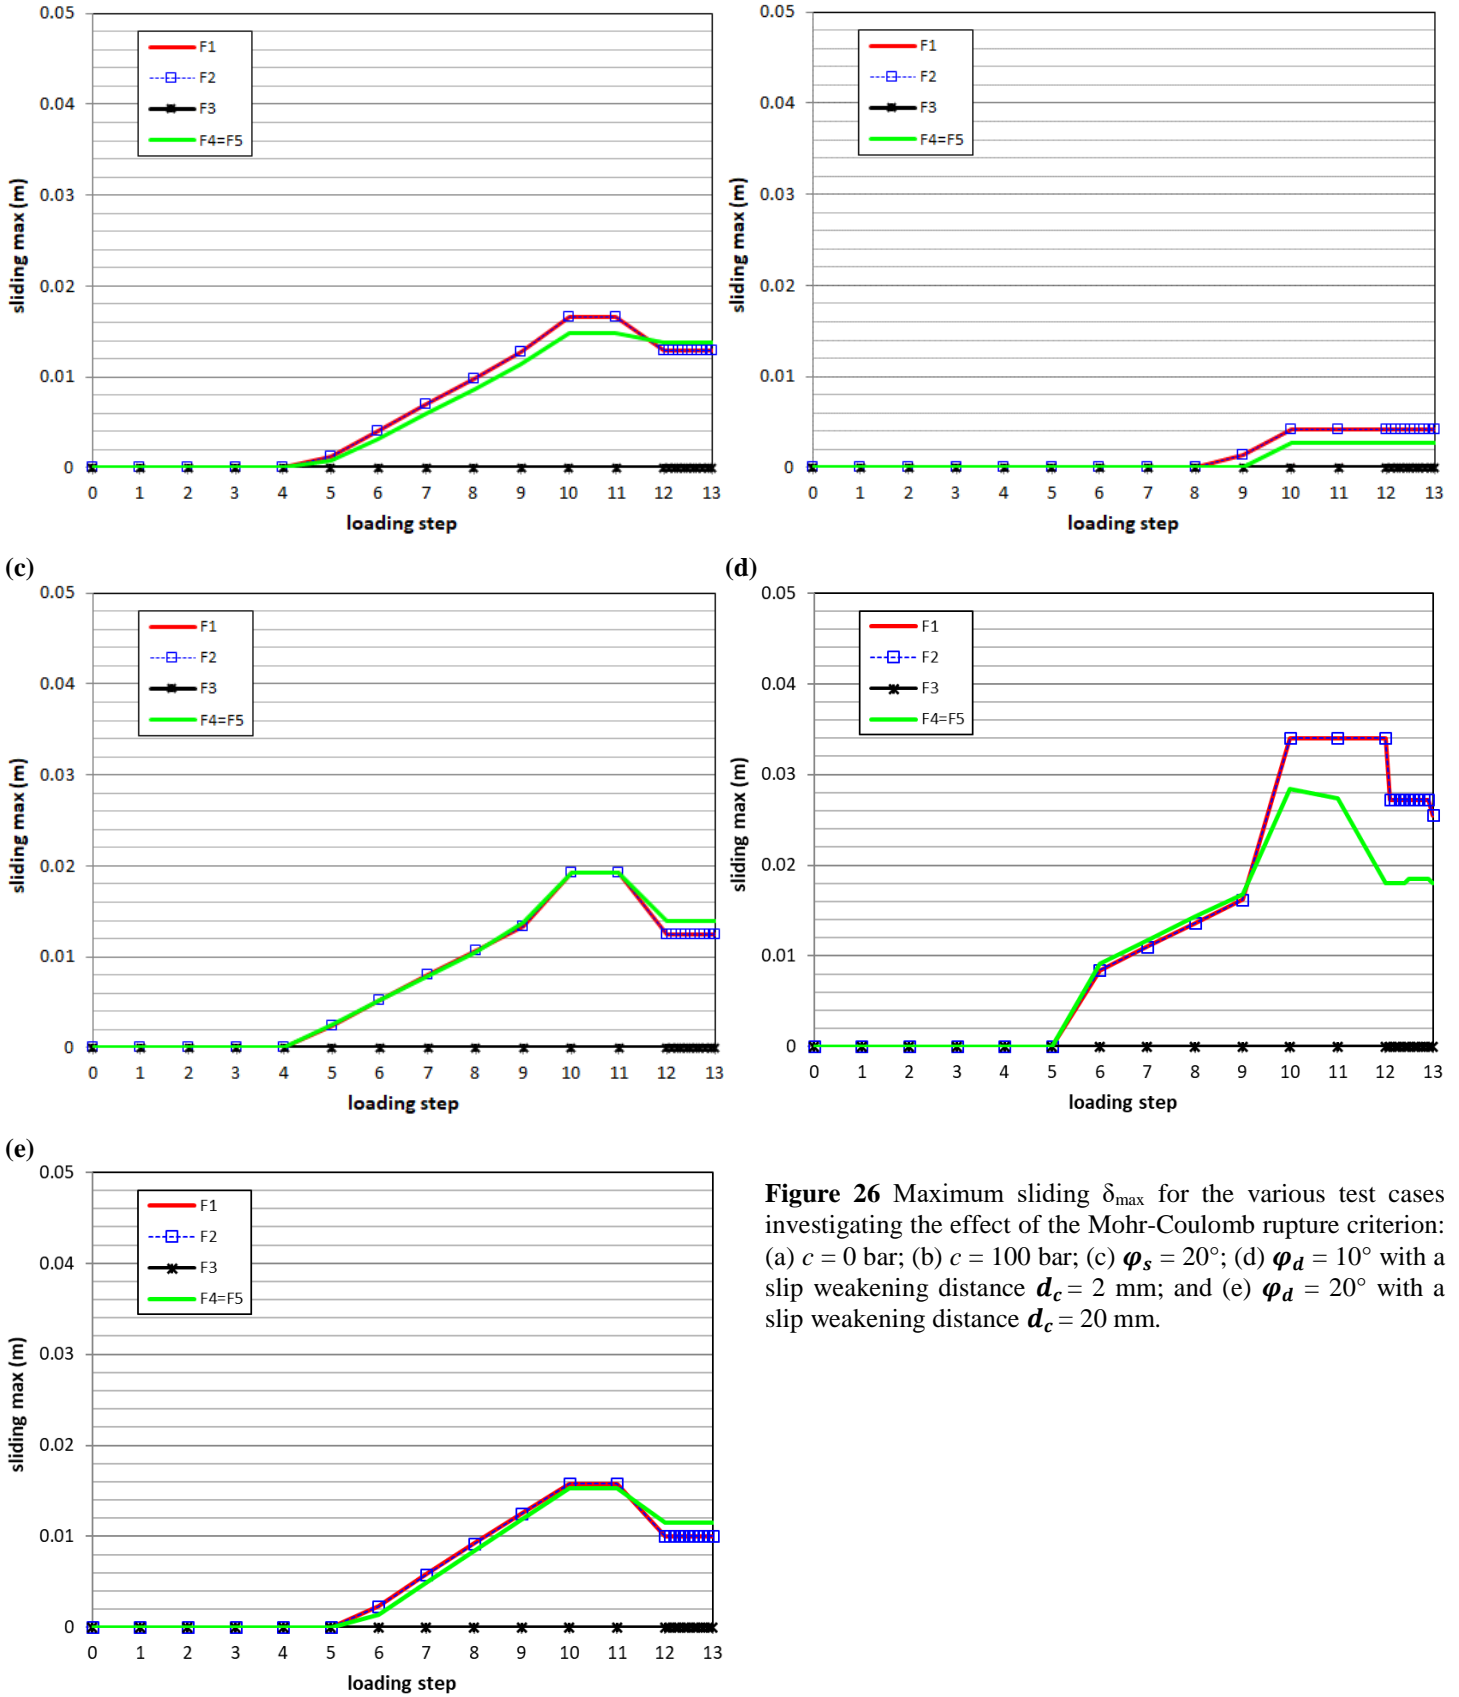 0.05
0.04
0.03
0.02
0.01
0
sliding max (m)
F1
F2
F3
F4=F5
0 1 2 3 4 5 6 7 8 9 10 11 12 13
loading step
0.05
0.04
0.03
0.02
0.01
0
sliding max (m)
F1
F2
F3
F4=F5
0 1 2 3 4 5 6 7 8 9 10 11 12 13
loading step
(c)
0.05
0.04
0.03
0.02
0.01
0
sliding max (m)
F1
F2
F3
F4=F5
0 1 2 3 4 5 6 7 8 9 10 11 12 13
loading step
(d)
0.05
0.04
0.03
0.02
0.01
0
sliding max (m)
F1
F2
F3
F4=F5
0 1 2 3 4 5 6 7 8 9 10 11 12 13
loading step
(e)
0.05
0.04
0.03
0.02
0.01
0
sliding max (m)
F1
F2
F3
F4=F5
0 1 2 3 4 5 6 7 8 9 10 11 12 13
loading step
Figure 26 Maximum sliding δmax for the various test cases
investigating the effect of the Mohr-Coulomb rupture criterion:
(a) c = 0 bar; (b) c = 100 bar; (c) φs = 20°; (d) φd = 10° with a
slip weakening distance dc = 2 mm; and (e) φd = 20° with a
slip weakening distance dc = 20 mm.